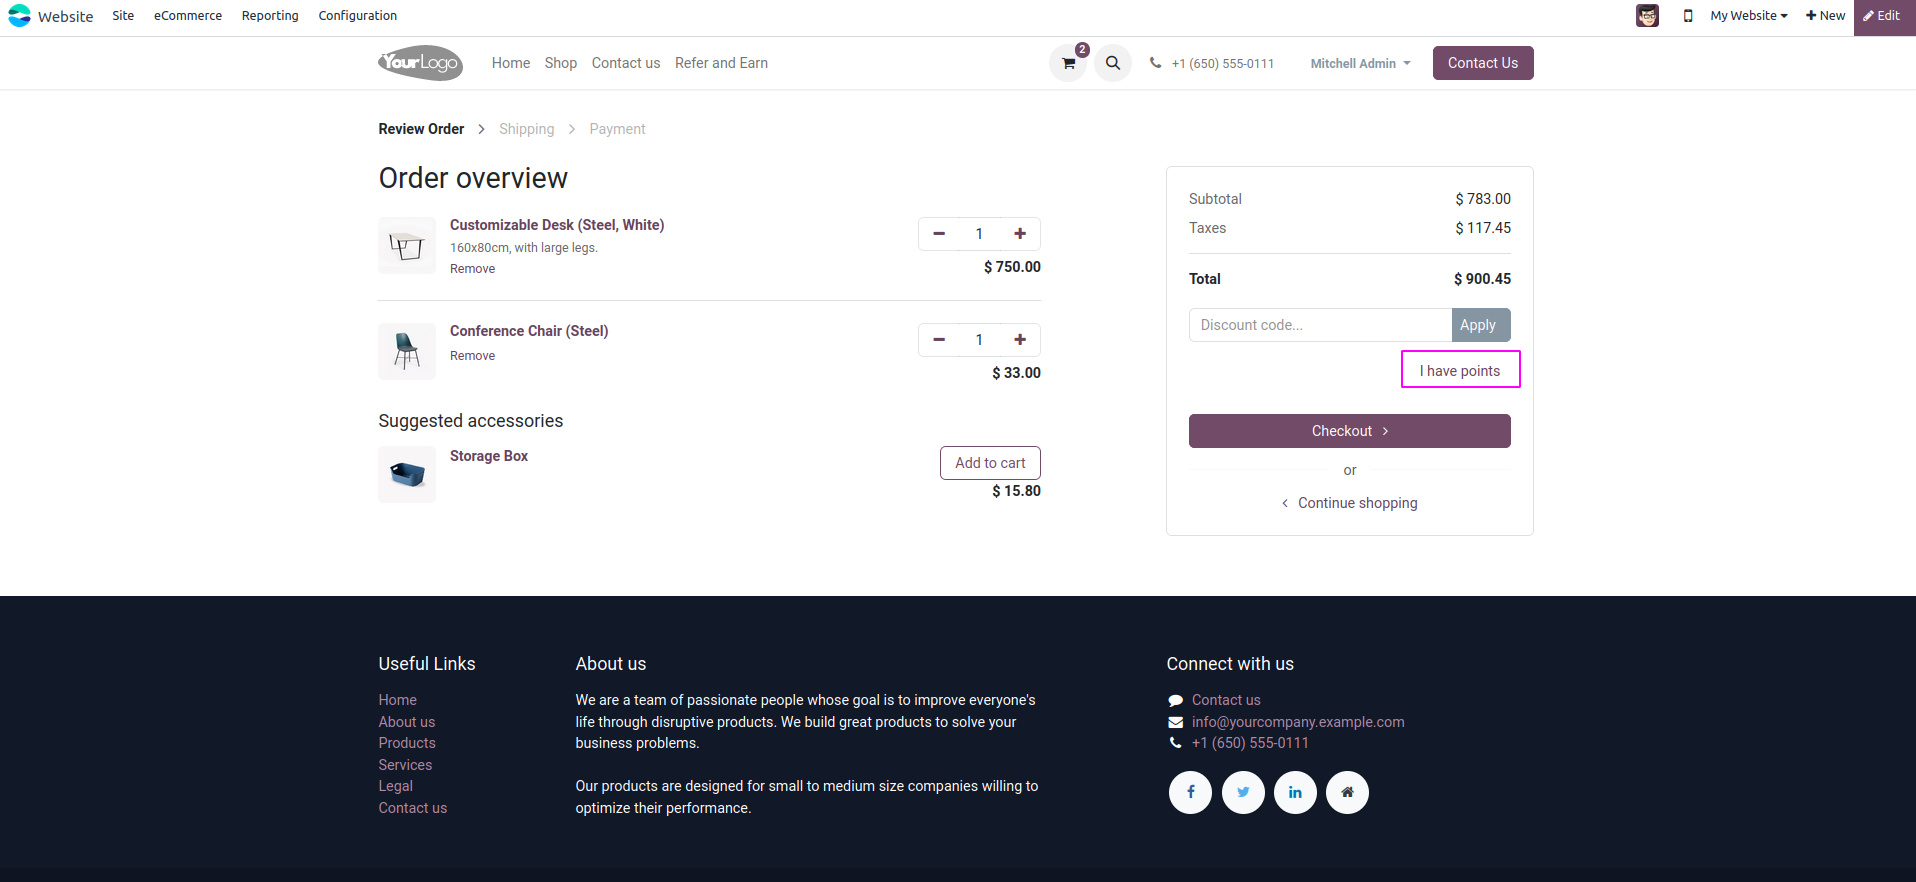 Website Site eCommerce Reporting Configuration My Website New Edit
YourLogo Home Shop Contact us Refer and Earn 2 +1 (650) 555-0111 Mitchell Admin Contact Us
Review Order Shipping Payment
Order overview
Customizable Desk (Steel, White)
160x80cm, with large legs.
Remove
1
$ 750.00
Conference Chair (Steel)
Remove
1
$ 33.00
Suggested accessories
Storage Box
Add to cart
$ 15.80
Subtotal $ 783.00
Taxes $ 117.45
Total $ 900.45
Discount code... Apply
I have points
Checkout
or
Continue shopping
Useful Links
Home
About us
Products
Services
Legal
Contact us
About us
We are a team of passionate people whose goal is to improve everyone's
life through disruptive products. We build great products to solve your
business problems.
Our products are designed for small to medium size companies willing to
optimize their performance.
Connect with us
Contact us
info@yourcompany.example.com
+1 (650) 555-0111